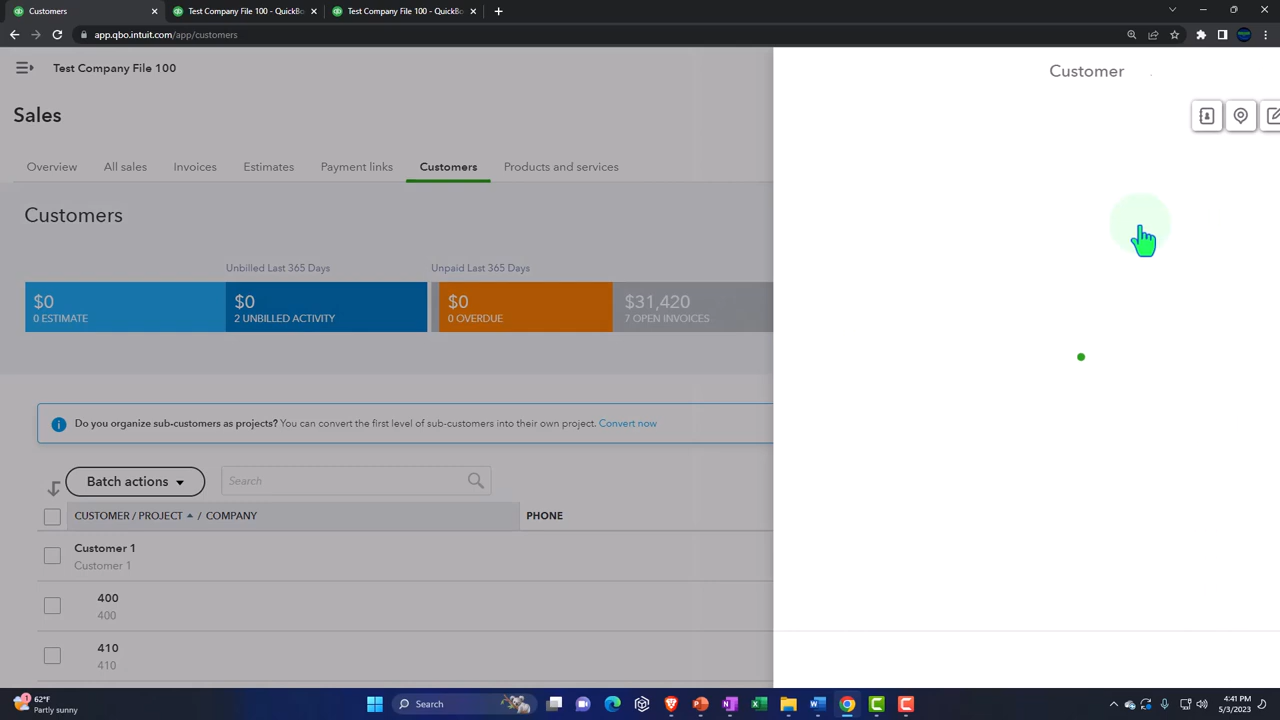 Customers
Test Company File 100 - QuickB
Test Company File 100 - QuickB
app.qbo.intuit.com/app/customers
Test Company File 100
Customer
Sales
Overview
All sales
Invoices
Estimates
Payment links
Customers
Products and services
Customers
Unbilled Last 365 Days
Unpaid Last 365 Days
$0
0 ESTIMATE
$0
2 UNBILLED ACTIVITY
$0
0 OVERDUE
$31,420
7 OPEN INVOICES
Do you organize sub-customers as projects? You can convert the first level of sub-customers into their own project. Convert now
Batch actions
Search
CUSTOMER / PROJECT / COMPANY
PHONE
Customer 1
Customer 1
400
400
410
410
62°F
Partly sunny
Search
4:41 PM
5/3/2023